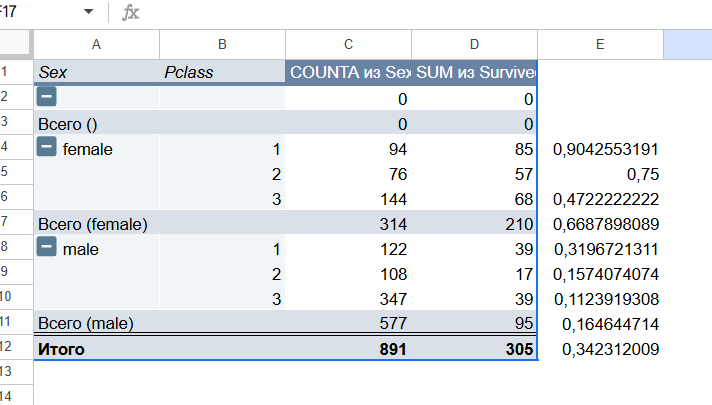 F17 fx
A B C D E
1 Sex Pclass COUNTA из Sex SUM из Survived
2 0 0
3 Всего () 0 0
4 female 1 94 85 0,9042553191
5 2 76 57 0,75
6 3 144 68 0,4722222222
7 Всего (female) 314 210 0,6687898089
8 male 1 122 39 0,3196721311
9 2 108 17 0,1574074074
10 3 347 39 0,1123919308
11 Всего (male) 577 95 0,164644714
12 Итого 891 305 0,342312009
13
14